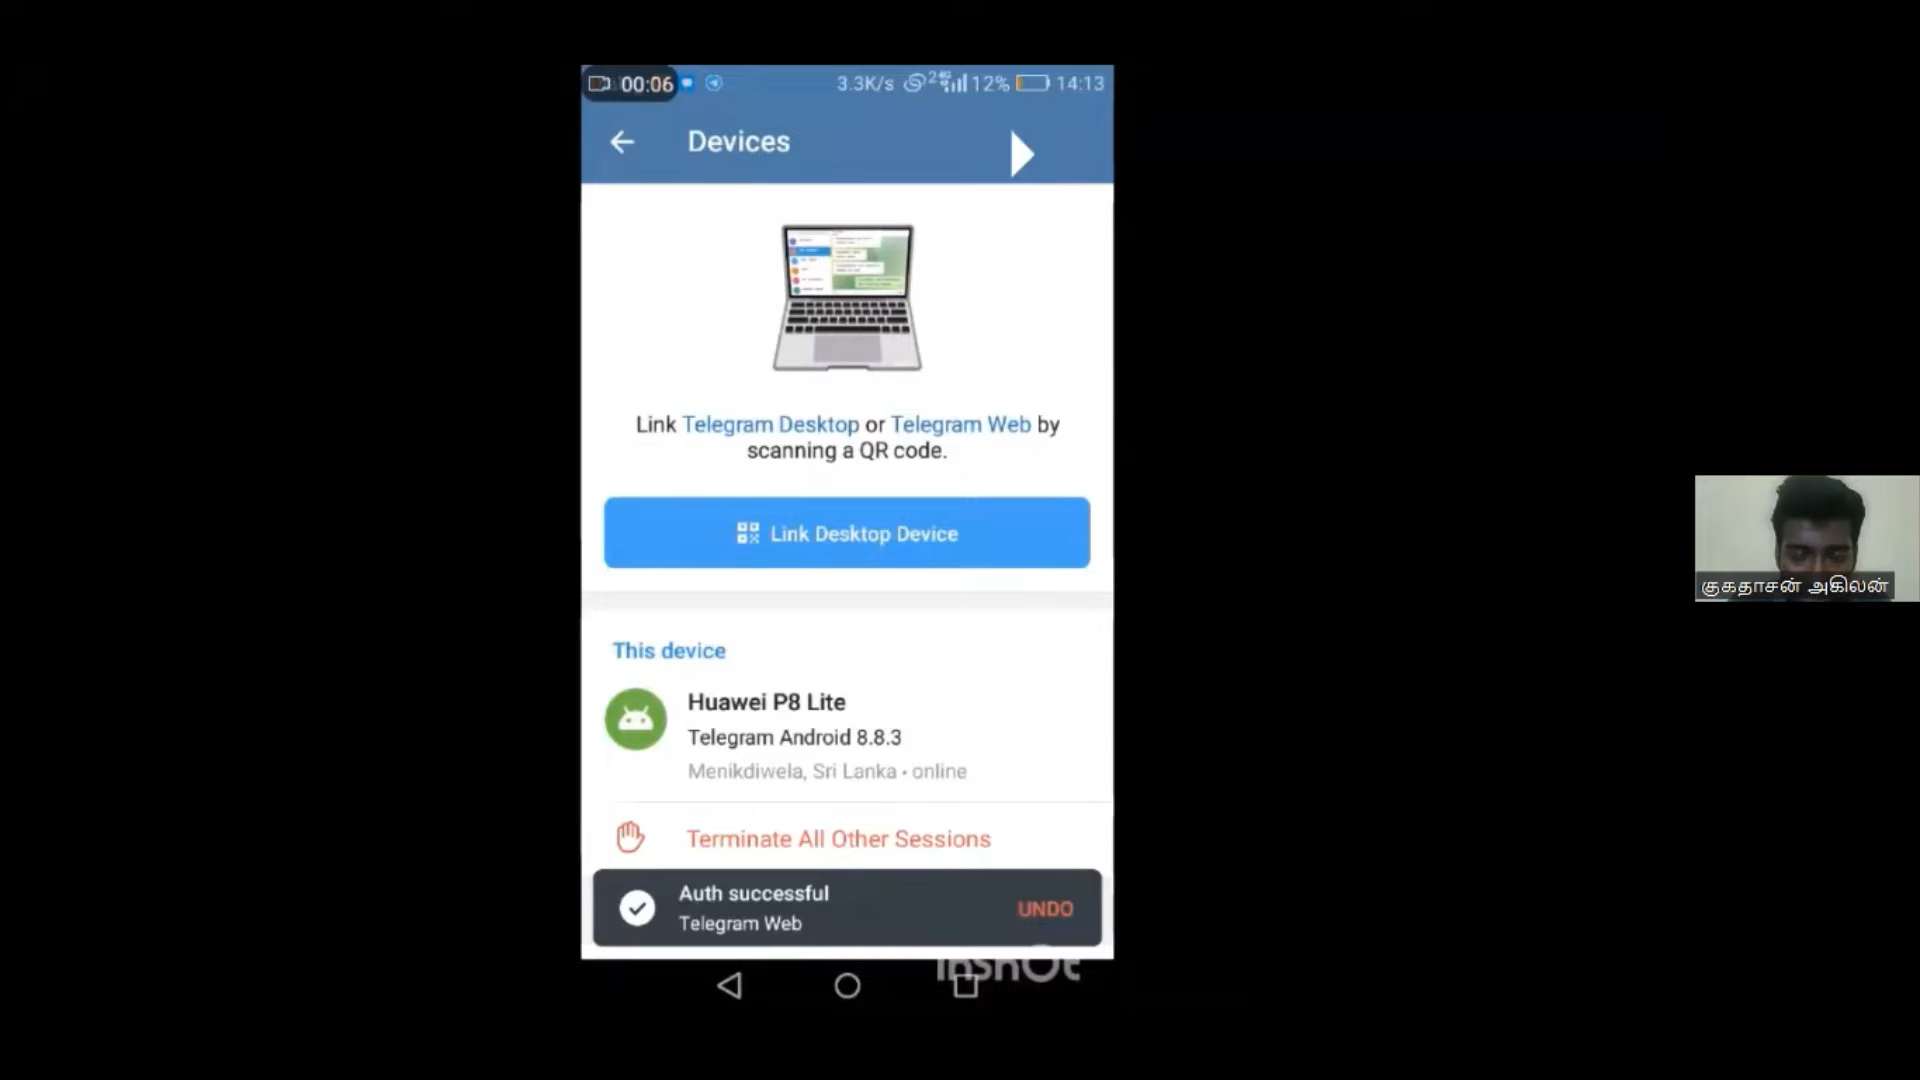 00:06
3.3K/s 12% 14:13
Devices
Link Telegram Desktop or Telegram Web by
scanning a QR code.
Link Desktop Device
This device
Huawei P8 Lite
Telegram Android 8.8.3
Menikdiwela, Sri Lanka • online
Terminate All Other Sessions
Auth successful
Telegram Web
UNDO
InshOt
குகதாசன் அகிலன்